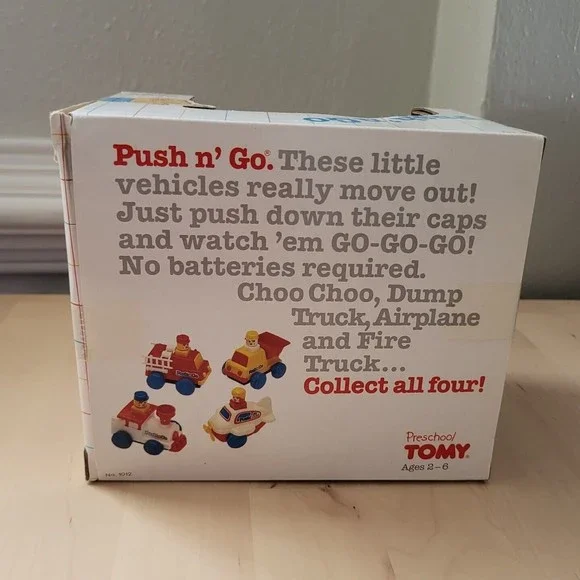 Push n' Go.® These little
vehicles really move out!
Just push down their caps
and watch 'em GO-GO-GO!
No batteries required.
Choo Choo, Dump
Truck, Airplane
and Fire
Truck...
Collect all four!
Preschool
TOMY®
Ages 2-6
No. 1012